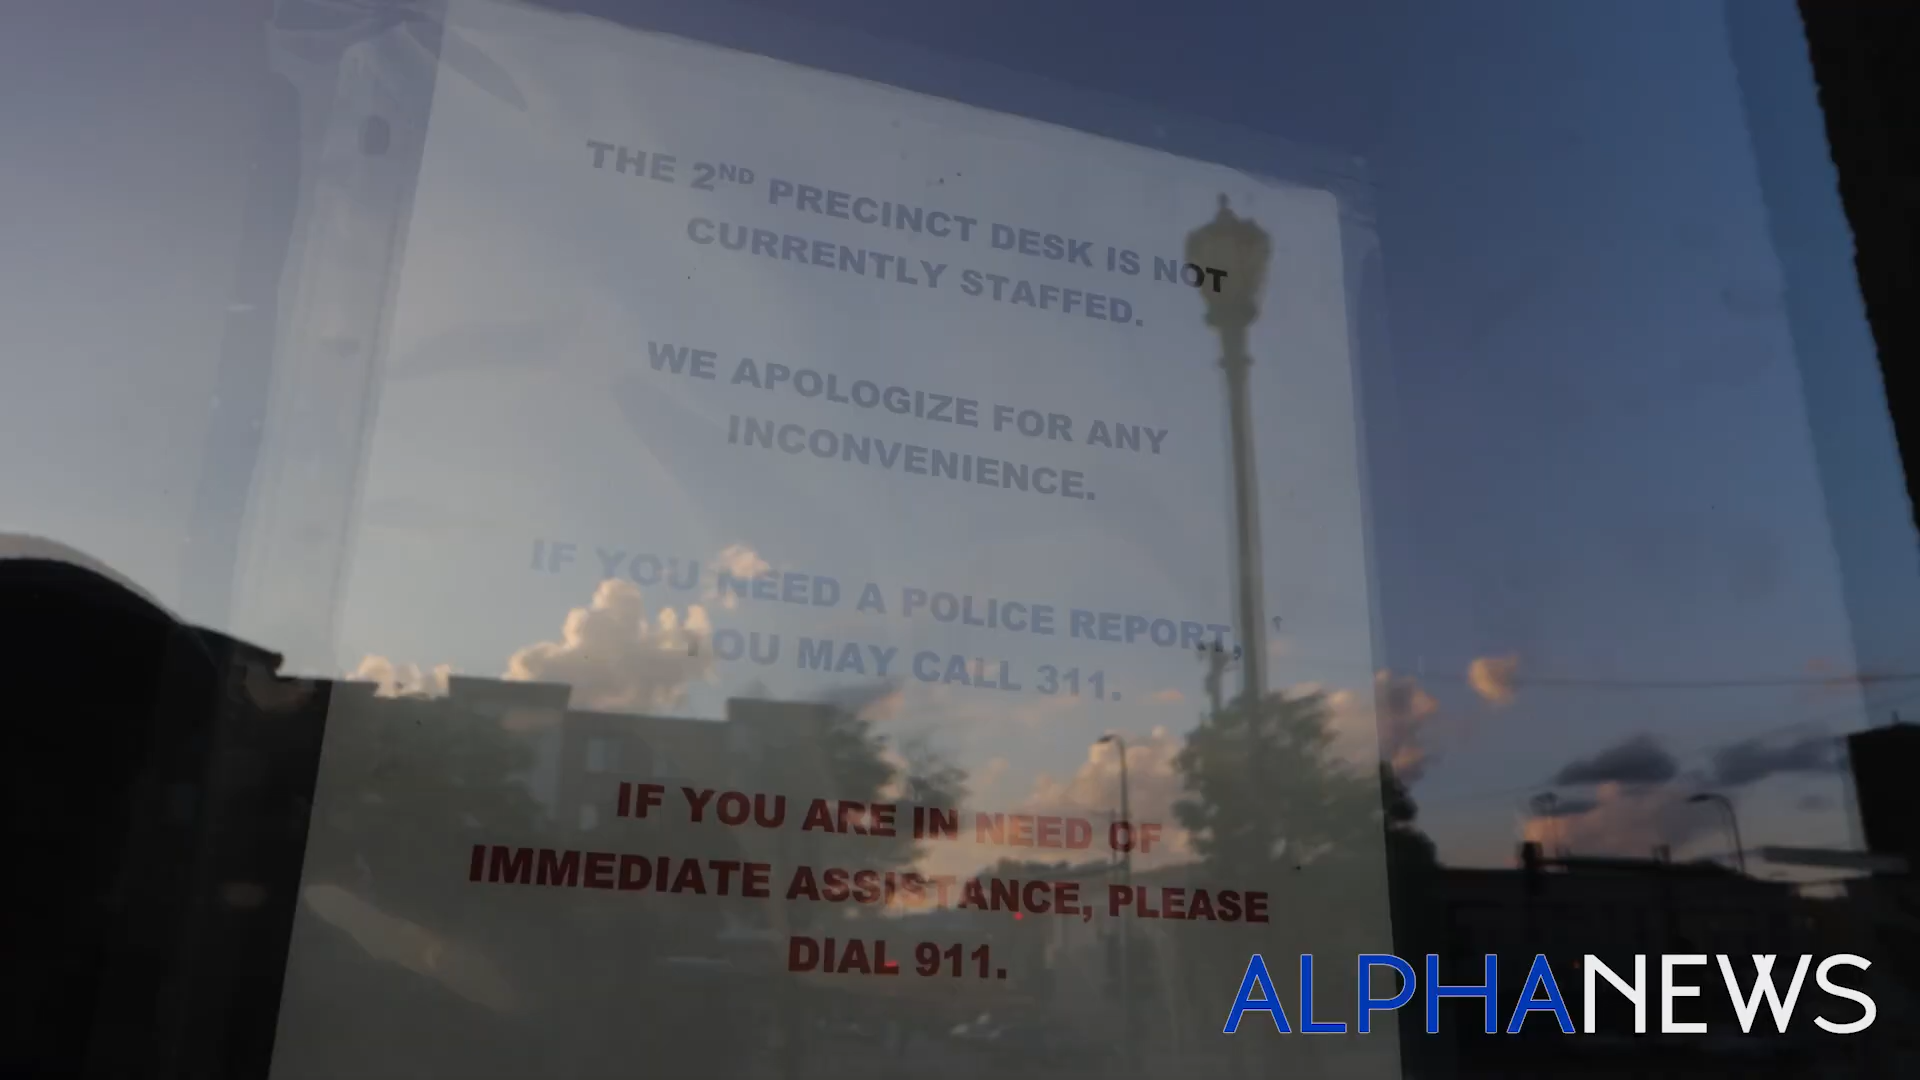 THE 2ND PRECINCT DESK IS NOT
CURRENTLY STAFFED.
WE APOLOGIZE FOR ANY
INCONVENIENCE.
IF YOU NEED A POLICE REPORT,
YOU MAY CALL 311.
IF YOU ARE IN NEED OF
IMMEDIATE ASSISTANCE, PLEASE
DIAL 911.
ALPHANEWS